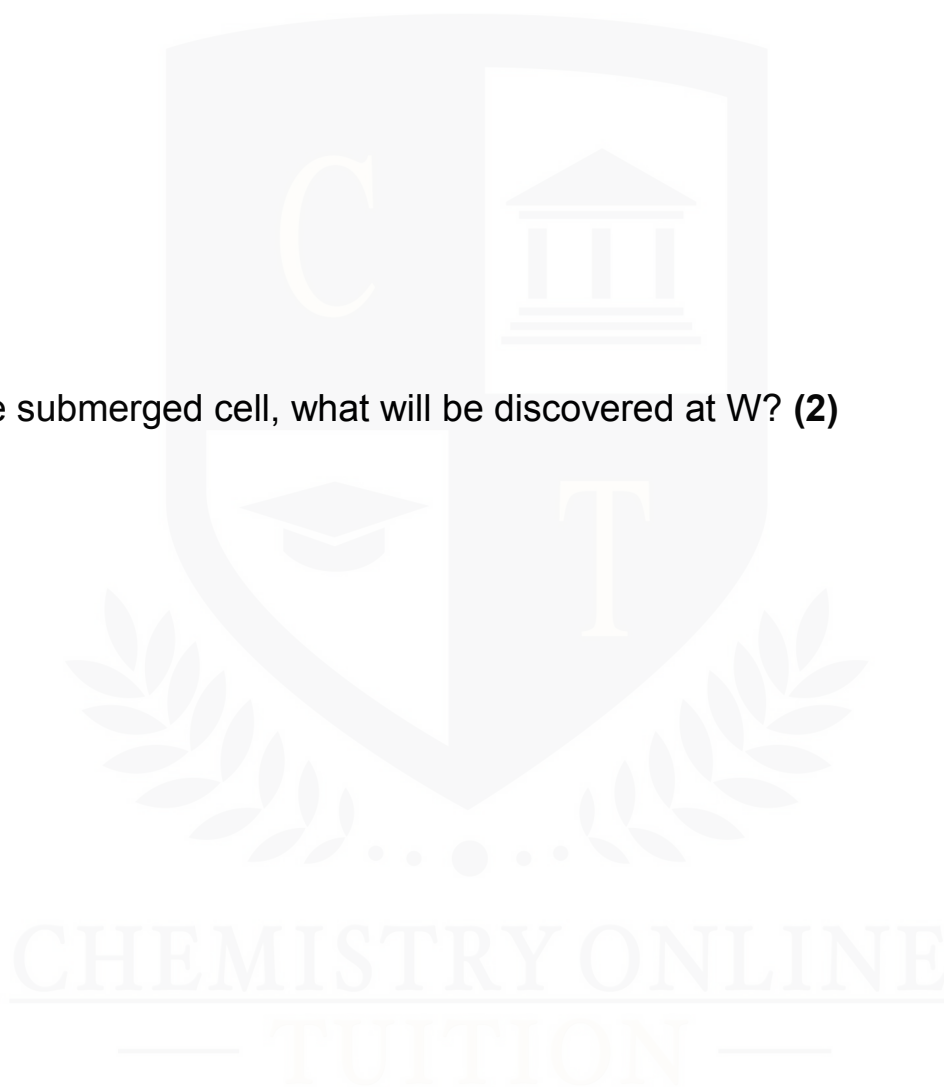 C
e submerged cell, what will be discovered at W? (2)
T
CHEMISTRY ONLINE
TUITION